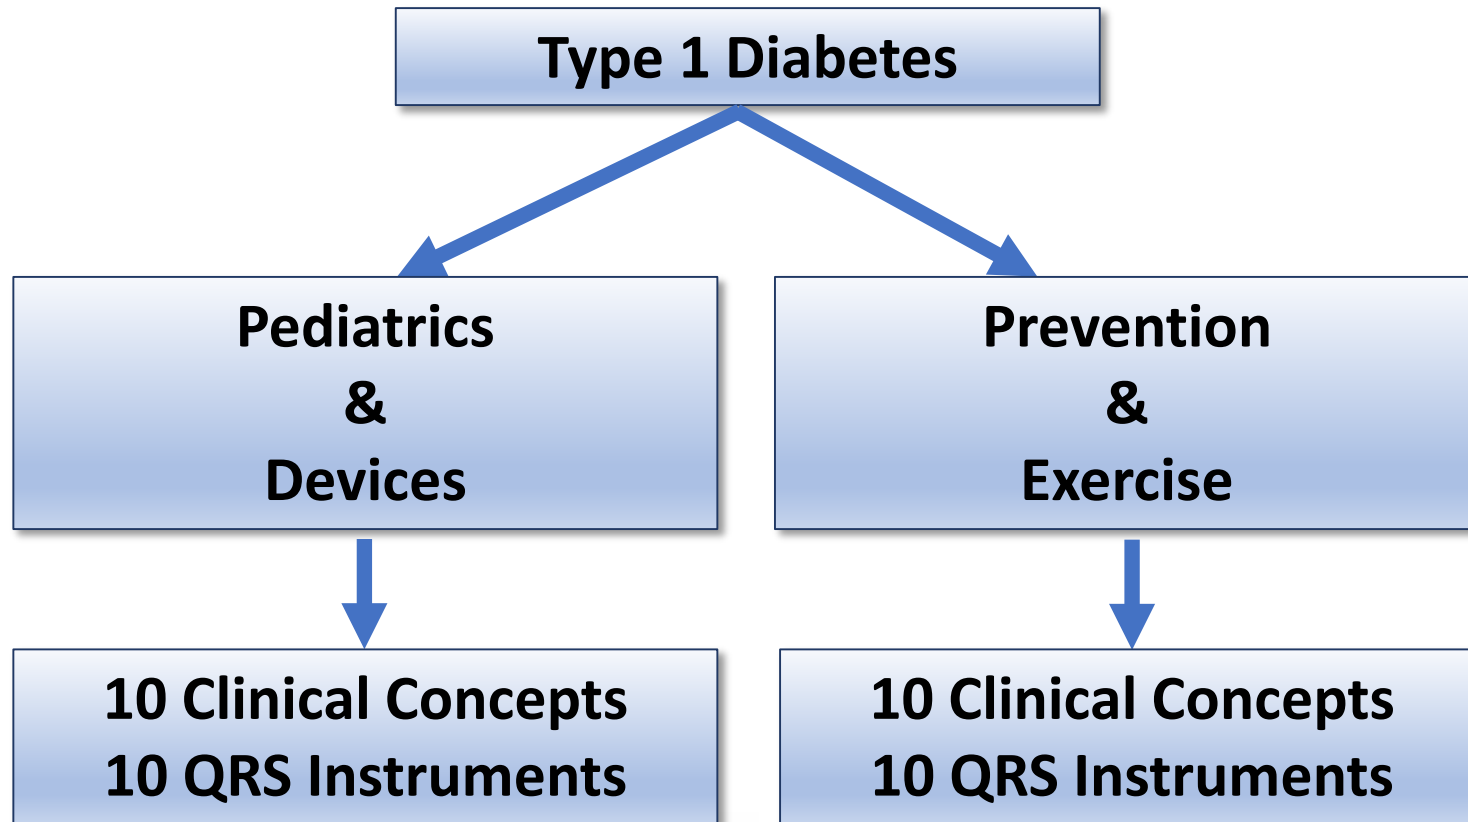 Type 1 Diabetes
Pediatrics
&
Devices
Prevention
&
Exercise
10 Clinical Concepts
10 QRS Instruments
10 Clinical Concepts
10 QRS Instruments